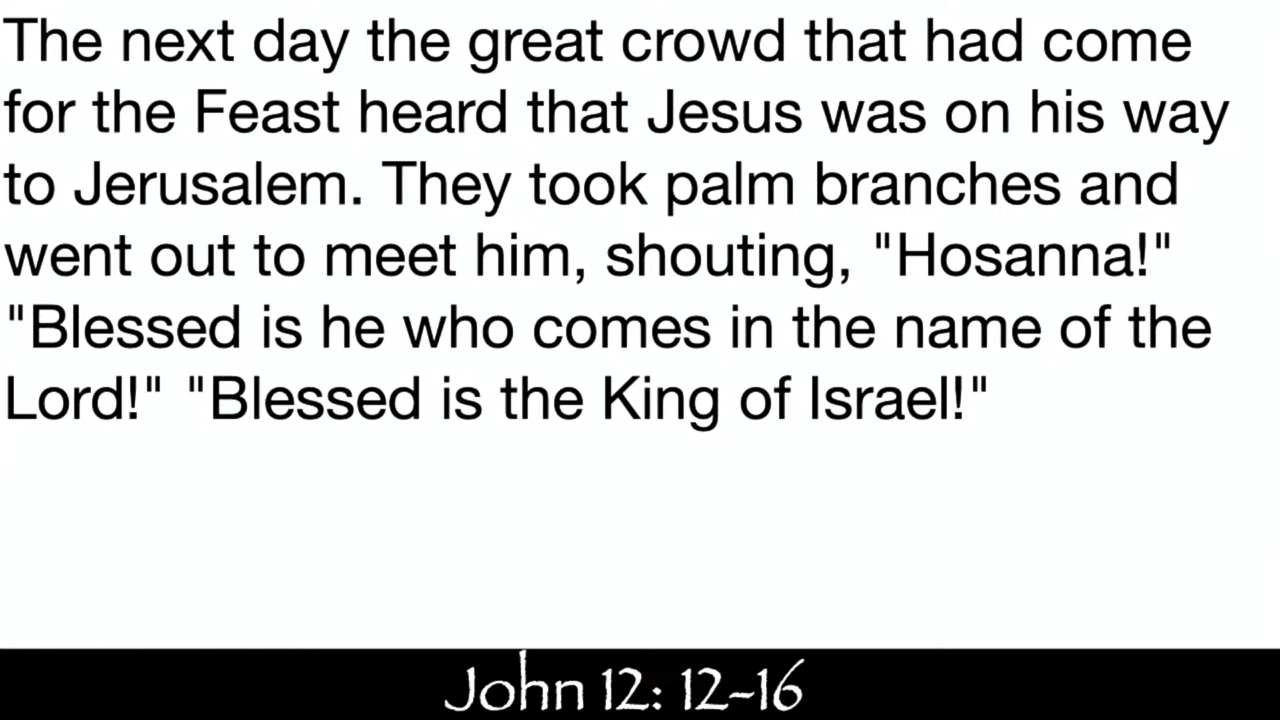 The next day the great crowd that had come
for the Feast heard that Jesus was on his way
to Jerusalem. They took palm branches and
went out to meet him, shouting, "Hosanna!"
"Blessed is he who comes in the name of the
Lord!" "Blessed is the King of Israel!"
John 12: 12-16